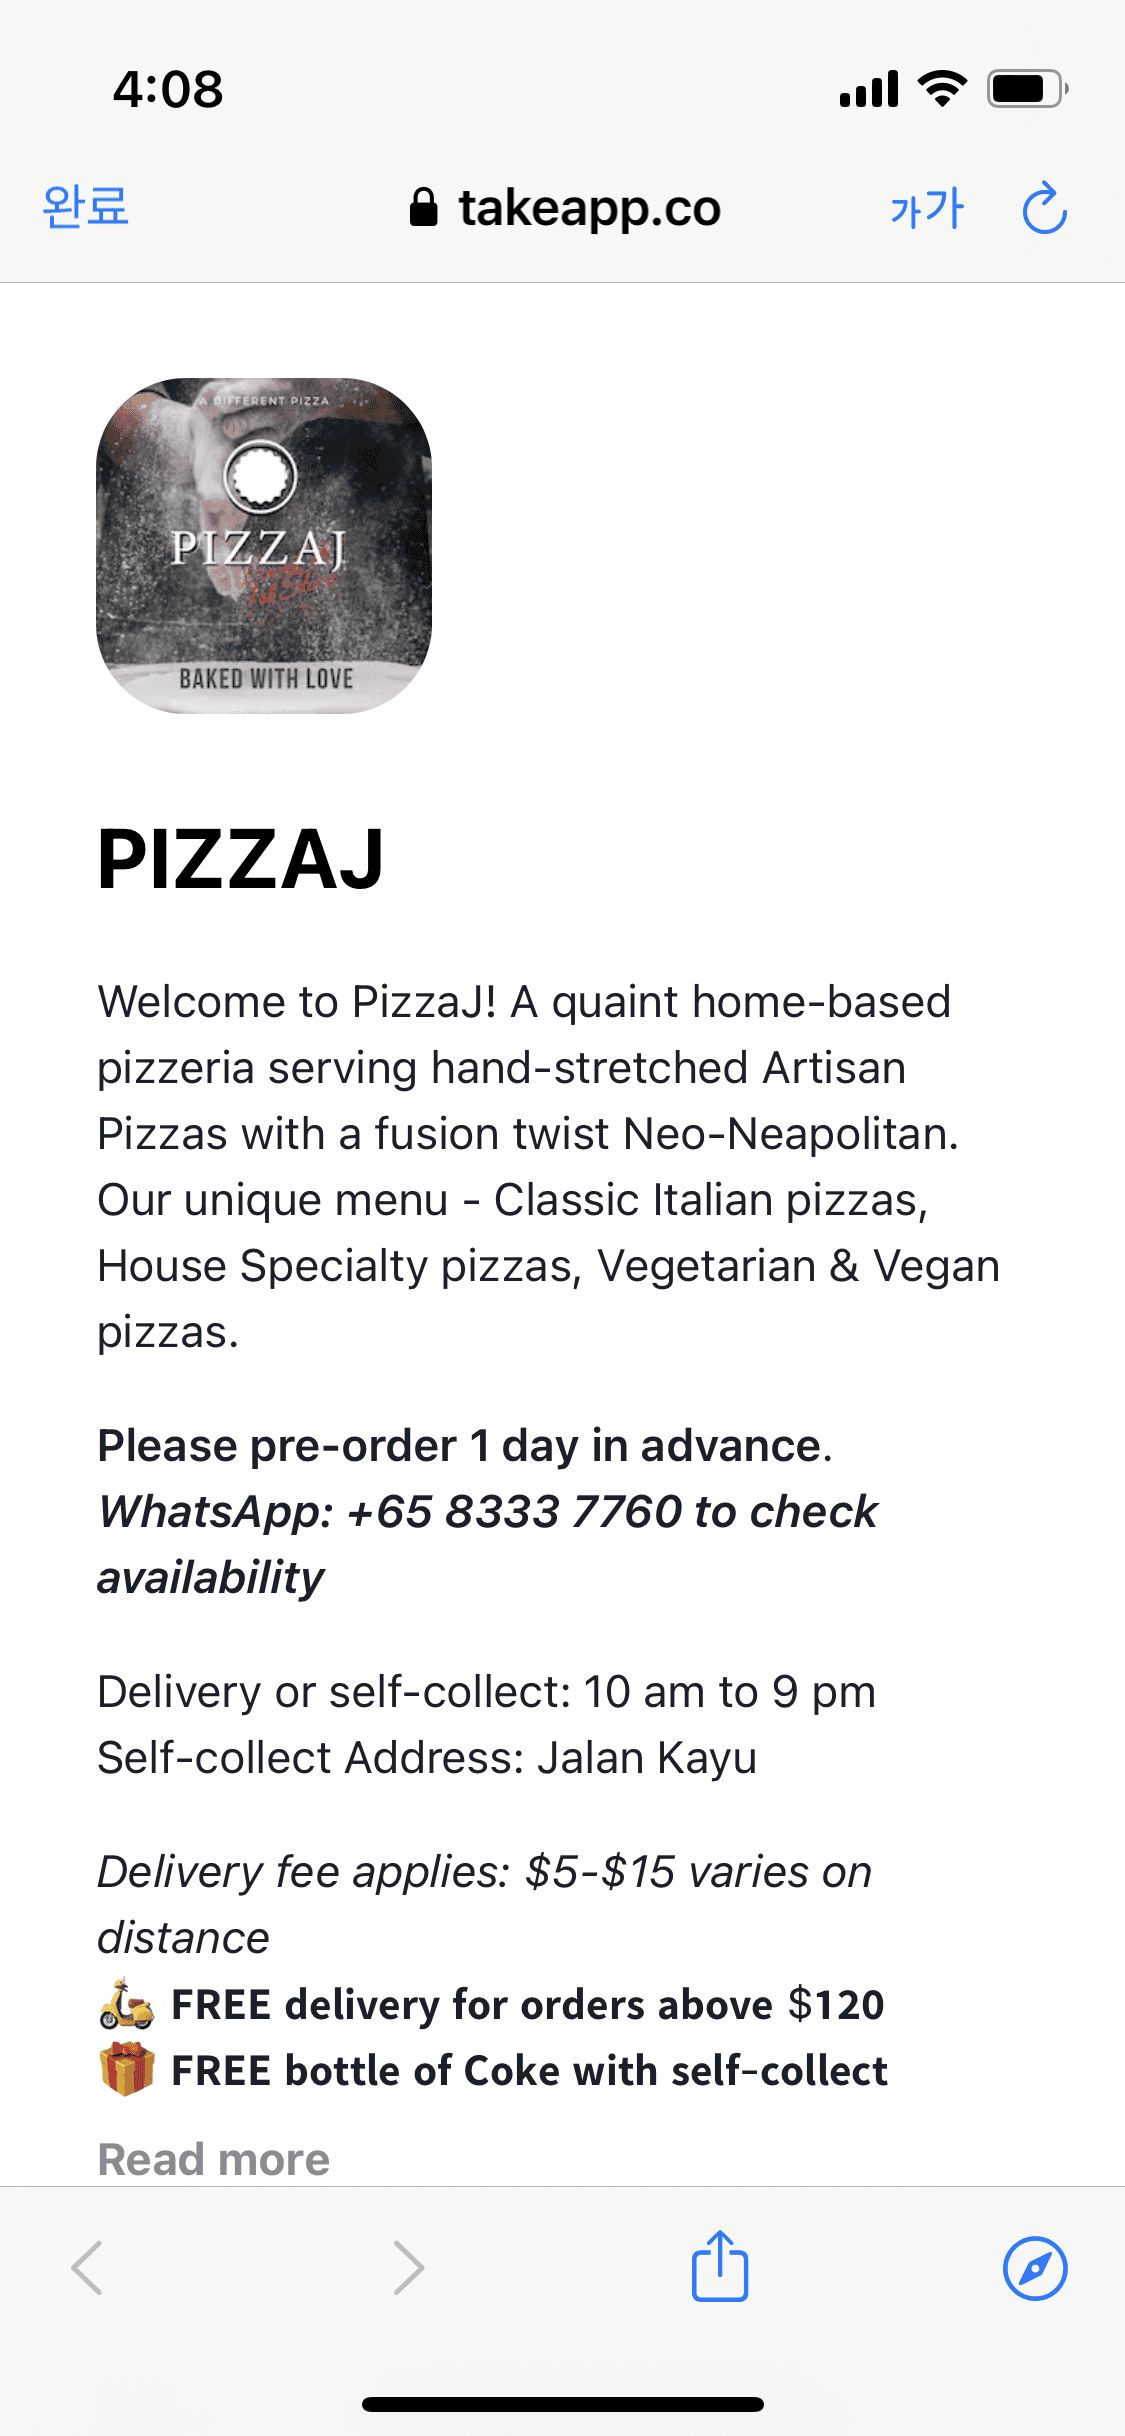 4:08
완료
takeapp.co
가가
A DIFFERENT PIZZA
PIZZAJ
BAKED WITH LOVE
PIZZAJ
Welcome to PizzaJ! A quaint home-based
pizzeria serving hand-stretched Artisan
Pizzas with a fusion twist Neo-Neapolitan.
Our unique menu - Classic Italian pizzas,
House Specialty pizzas, Vegetarian & Vegan
pizzas.
Please pre-order 1 day in advance.
WhatsApp: +65 8333 7760 to check
availability
Delivery or self-collect: 10 am to 9 pm
Self-collect Address: Jalan Kayu
Delivery fee applies: $5-$15 varies on
distance
🛵 FREE delivery for orders above $120
🎁 FREE bottle of Coke with self-collect
Read more